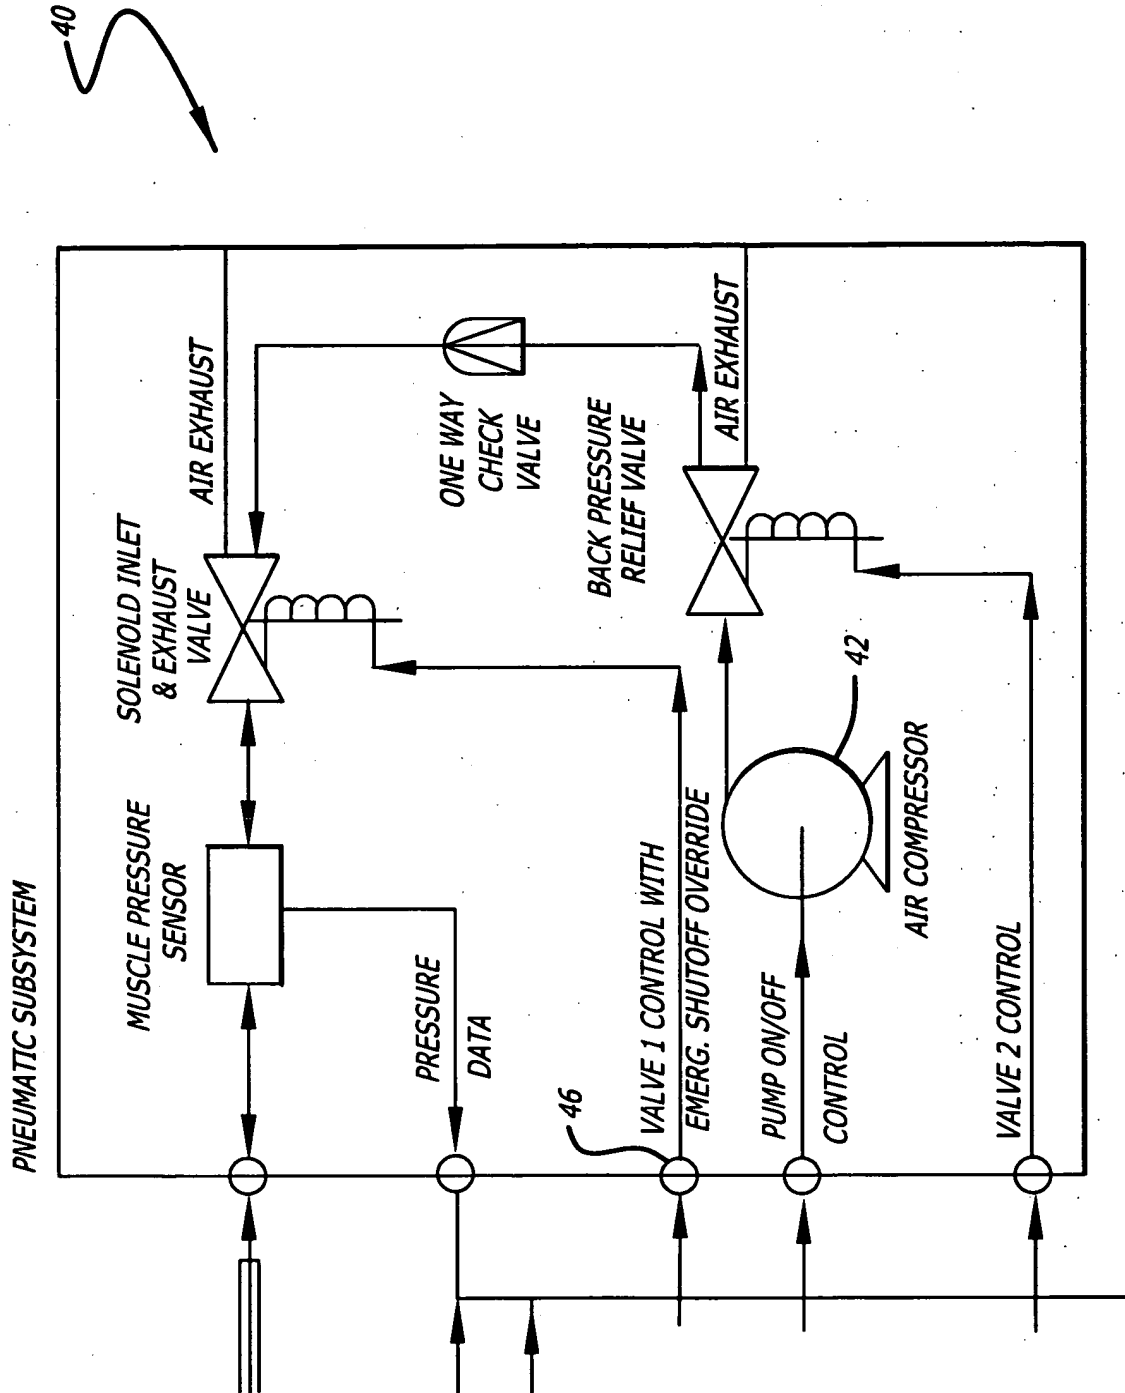 PNEUMATIC SUBSYSTEM
40
MUSCLE PRESSURE
SENSOR
SOLENOLD INLET
& EXHAUST
VALVE
AIR EXHAUST
PRESSURE
DATA
ONE WAY
CHECK
VALVE
46
VALVE 1 CONTROL WITH
EMERG. SHUTOFF OVERRIDE
BACK PRESSURE
RELIEF VALVE
AIR EXHAUST
PUMP ON/OFF
CONTROL
42
AIR COMPRESSOR
VALVE 2 CONTROL